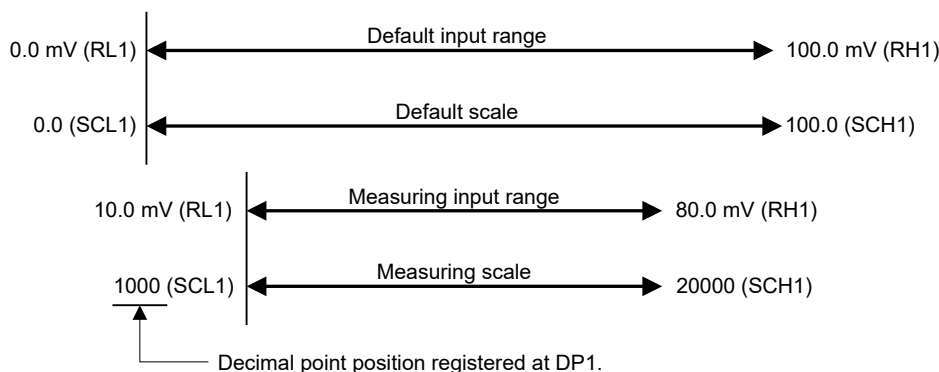 Default input range
0.0 mV (RL1) 100.0 mV (RH1)
Default scale
0.0 (SCL1) 100.0 (SCH1)
Measuring input range
10.0 mV (RL1) 80.0 mV (RH1)
Measuring scale
1000 (SCL1) 20000 (SCH1)
Decimal point position registered at DP1.